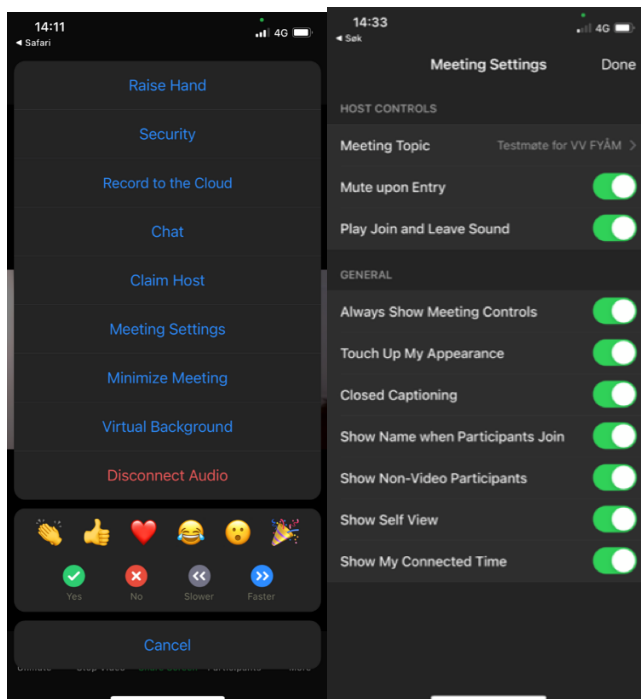 14:11
4G
◄ Safari
Raise Hand
Security
Record to the Cloud
Chat
Claim Host
Meeting Settings
Minimize Meeting
Virtual Background
Disconnect Audio
Yes
No
Slower
Faster
Cancel
14:33
4G
◄ Søk
Meeting Settings
Done
HOST CONTROLS
Meeting Topic
Testmøte for VV FYÅM >
Mute upon Entry
Play Join and Leave Sound
GENERAL
Always Show Meeting Controls
Touch Up My Appearance
Closed Captioning
Show Name when Participants Join
Show Non-Video Participants
Show Self View
Show My Connected Time